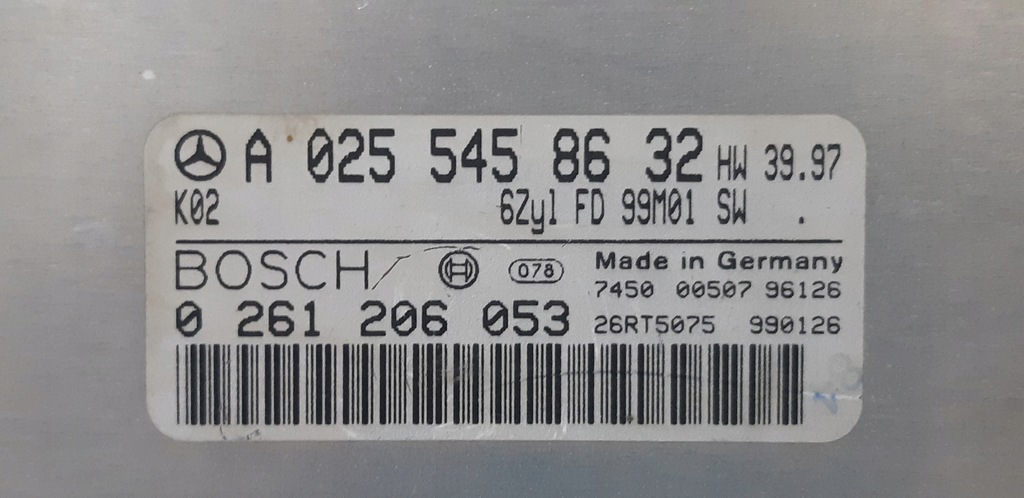 A 025 545 86 32 HW 39.97
K02 6Zyl FD 99M01 SW .
BOSCH 078 Made in Germany
7450 00507 96126
0 261 206 053 26RT5075 990126